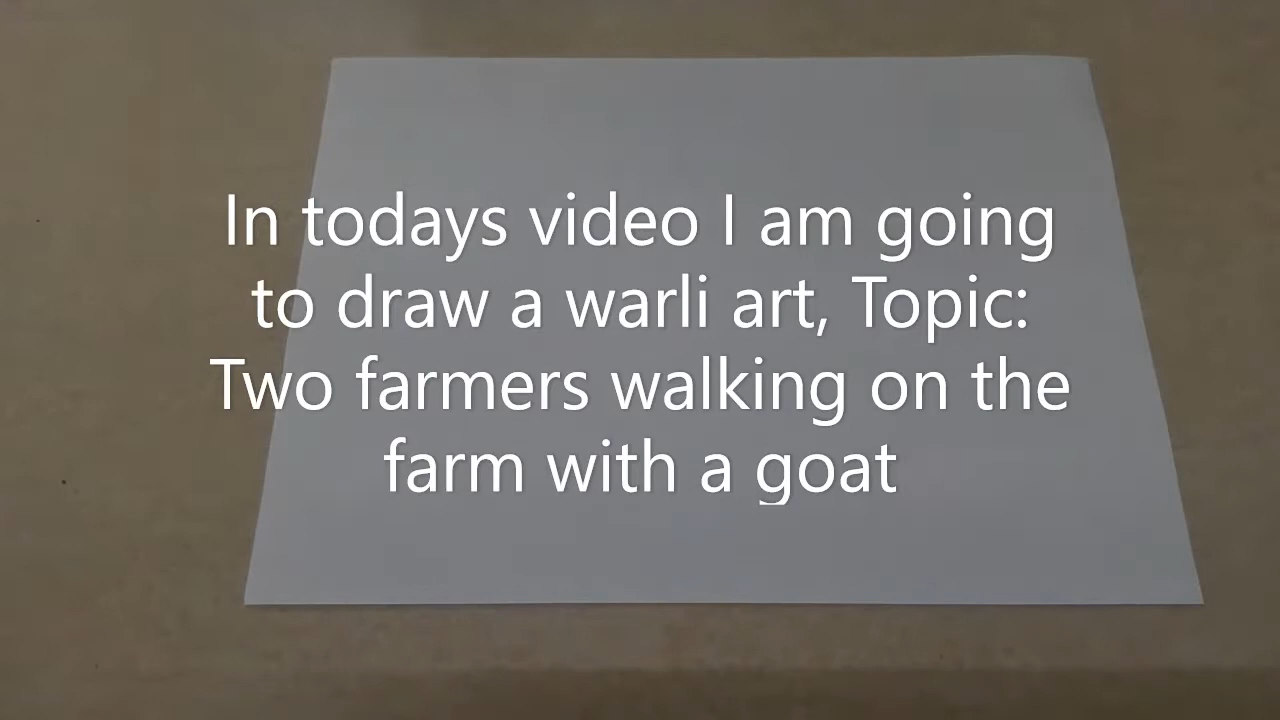 In todays video I am going
to draw a warli art, Topic:
Two farmers walking on the
farm with a goat